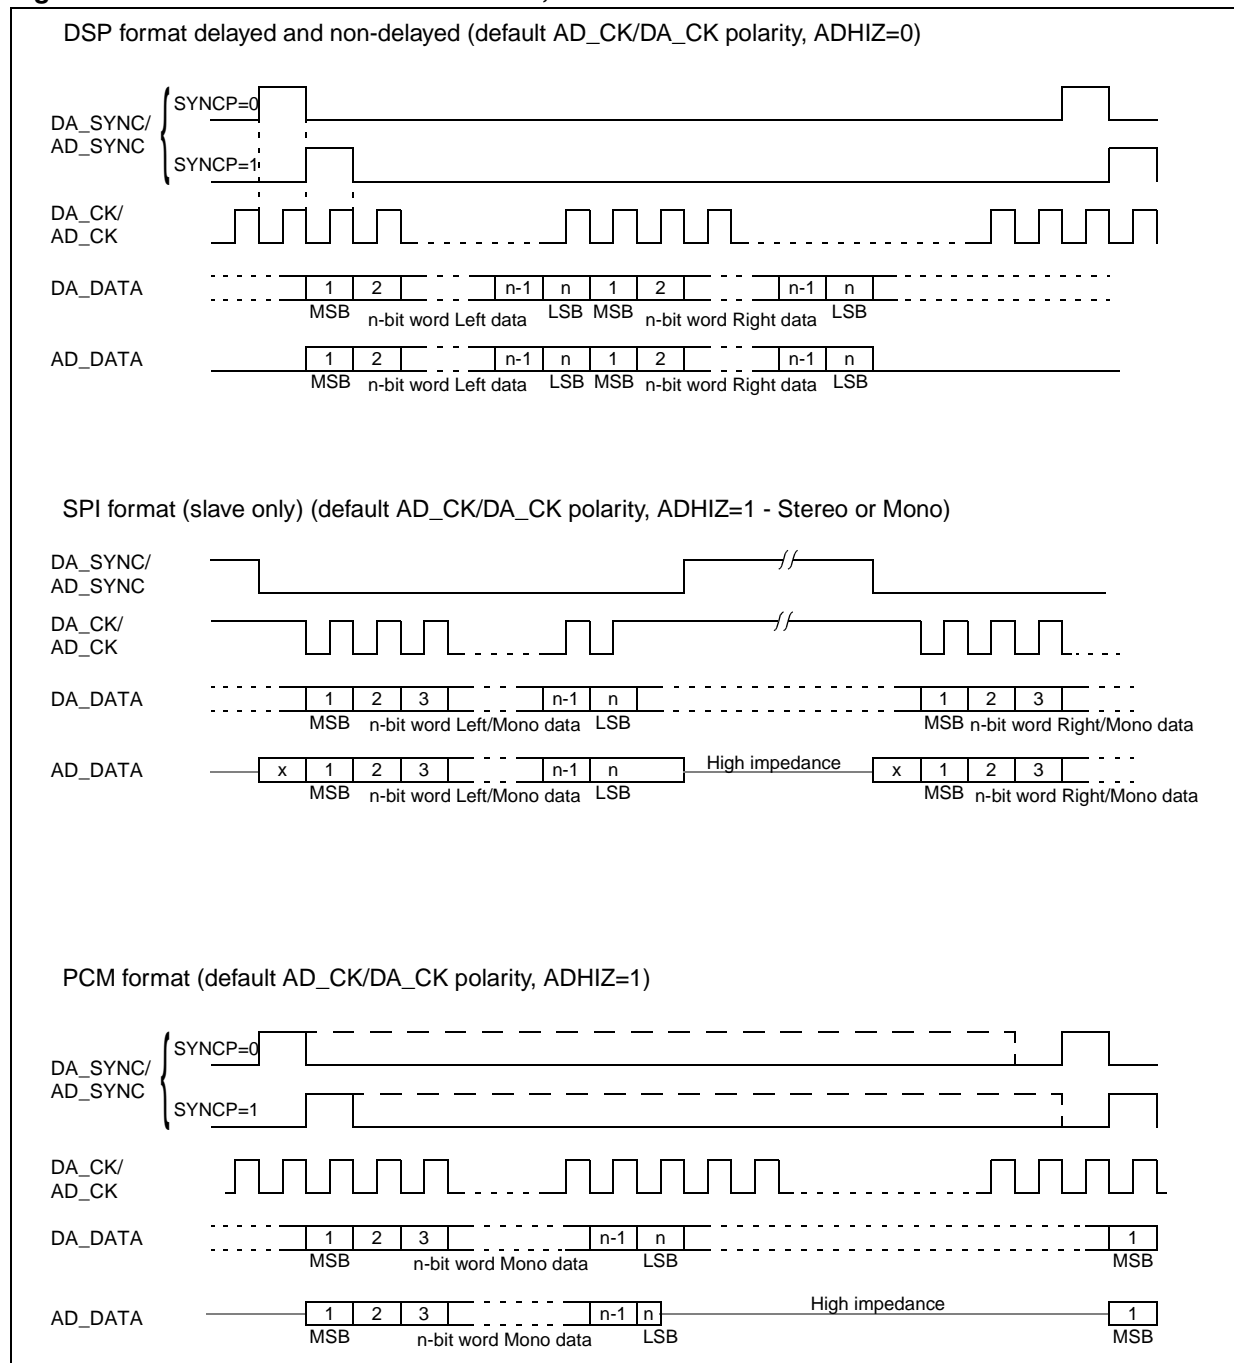 DSP format delayed and non-delayed (default AD_CK/DA_CK polarity, ADHIZ=0)
SYNCP=0
DA_SYNC/
AD_SYNC
SYNCP=1
DA_CK/
AD_CK
DA_DATA 1 2 n-1 n 1 2 n-1 n
MSB n-bit word Left data LSB MSB n-bit word Right data LSB
AD_DATA 1 2 n-1 n 1 2 n-1 n
MSB n-bit word Left data LSB MSB n-bit word Right data LSB
SPI format (slave only) (default AD_CK/DA_CK polarity, ADHIZ=1 - Stereo or Mono)
DA_SYNC/
AD_SYNC
DA_CK/
AD_CK
DA_DATA 1 2 3 n-1 n 1 2 3
MSB n-bit word Left/Mono data LSB MSB n-bit word Right/Mono data
AD_DATA x 1 2 3 n-1 n High impedance x 1 2 3
MSB n-bit word Left/Mono data LSB MSB n-bit word Right/Mono data
PCM format (default AD_CK/DA_CK polarity, ADHIZ=1)
SYNCP=0
DA_SYNC/
AD_SYNC
SYNCP=1
DA_CK/
AD_CK
DA_DATA 1 2 3 n-1 n 1
MSB n-bit word Mono data LSB MSB
AD_DATA 1 2 3 n-1 n High impedance 1
MSB n-bit word Mono data LSB MSB